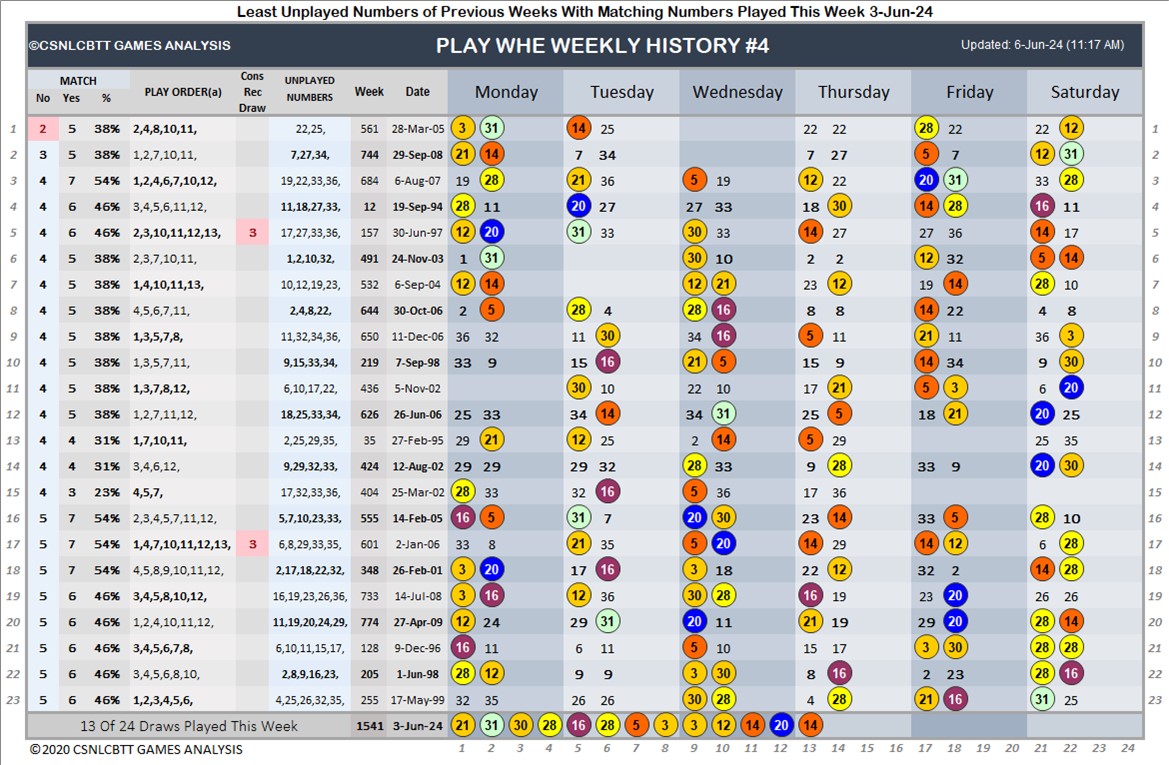 Least Unplayed Numbers of Previous Weeks With Matching Numbers Played This Week 3-Jun-24
©CSNLCBTT GAMES ANALYSIS PLAY WHE WEEKLY HISTORY #4 Updated: 6-Jun-24 (11:17 AM)
MATCH
No Yes % PLAY ORDER(a) Cons Rec Draw UNPLAYED NUMBERS Week Date Monday Tuesday Wednesday Thursday Friday Saturday
1 2 5 38% 2,4,8,10,11, 22,25, 561 28-Mar-05 3 31 14 25 22 22 28 22 22 12 1
2 3 5 38% 1,2,7,10,11, 7,27,34, 744 29-Sep-08 21 14 7 34 7 27 5 7 12 31 2
3 4 7 54% 1,2,4,6,7,10,12, 19,22,33,36, 684 6-Aug-07 19 28 21 36 5 19 12 22 20 31 33 28 3
4 4 6 46% 3,4,5,6,11,12, 11,18,27,33, 12 19-Sep-94 28 11 20 27 27 33 18 30 14 28 16 11 4
5 4 6 46% 2,3,10,11,12,13, 3 17,27,33,36, 157 30-Jun-97 12 20 31 33 30 33 14 27 27 36 14 17 5
6 4 5 38% 2,3,7,10,11, 1,2,10,32, 491 24-Nov-03 1 31 30 10 2 2 12 32 5 14 6
7 4 5 38% 1,4,10,11,13, 10,12,19,23, 532 6-Sep-04 12 14 12 21 23 12 19 14 28 10 7
8 4 5 38% 4,5,6,7,11, 2,4,8,22, 644 30-Oct-06 2 5 28 4 28 16 8 8 14 22 4 8 8
9 4 5 38% 1,3,5,7,8, 11,32,34,36, 650 11-Dec-06 36 32 11 30 34 16 5 11 21 11 36 3 9
10 4 5 38% 1,3,5,7,11, 9,15,33,34, 219 7-Sep-98 33 9 15 16 21 5 15 9 14 34 9 30 10
11 4 5 38% 1,3,7,8,12, 6,10,17,22, 436 5-Nov-02 30 10 22 10 17 21 5 3 6 20 11
12 4 5 38% 1,2,7,11,12, 18,25,33,34, 626 26-Jun-06 25 33 34 14 34 31 25 5 18 21 20 25 12
13 4 4 31% 1,7,10,11, 2,25,29,35, 35 27-Feb-95 29 21 12 25 2 14 5 29 25 35 13
14 4 4 31% 3,4,6,12, 9,29,32,33, 424 12-Aug-02 29 29 29 32 28 33 9 28 33 9 20 30 14
15 4 3 23% 4,5,7, 17,32,33,36, 404 25-Mar-02 28 33 32 16 5 36 17 36 15
16 5 7 54% 2,3,4,5,7,11,12, 5,7,10,23,33, 555 14-Feb-05 16 5 31 7 20 30 23 14 33 5 28 10 16
17 5 7 54% 1,4,7,10,11,12,13, 3 6,8,29,33,35, 601 2-Jan-06 33 8 21 35 5 20 14 29 14 12 6 28 17
18 5 7 54% 4,5,8,9,10,11,12, 2,17,18,22,32, 348 26-Feb-01 3 20 17 16 3 18 22 12 32 2 14 28 18
19 5 6 46% 3,4,5,8,10,12, 16,19,23,26,36, 733 14-Jul-08 3 16 12 36 30 28 16 19 23 20 26 26 19
20 5 6 46% 1,2,4,10,11,12, 11,19,20,24,29, 774 27-Apr-09 12 24 29 31 20 11 21 19 29 20 28 14 20
21 5 6 46% 3,4,5,6,7,8, 6,10,11,15,17, 128 9-Dec-96 16 11 6 11 5 10 15 17 3 30 28 28 21
22 5 6 46% 3,4,5,6,8,10, 2,8,9,16,23, 205 1-Jun-98 28 12 9 9 3 30 8 16 2 23 28 16 22
23 5 6 46% 1,2,3,4,5,6, 4,25,26,32,35, 255 17-May-99 32 35 26 26 30 28 4 28 21 16 31 25 23
13 Of 24 Draws Played This Week 1541 3-Jun-24 21 31 30 28 16 28 5 3 3 12 14 20 14
© 2020 CSNLCBTT GAMES ANALYSIS 1 2 3 4 5 6 7 8 9 10 11 12 13 14 15 16 17 18 19 20 21 22 23 24